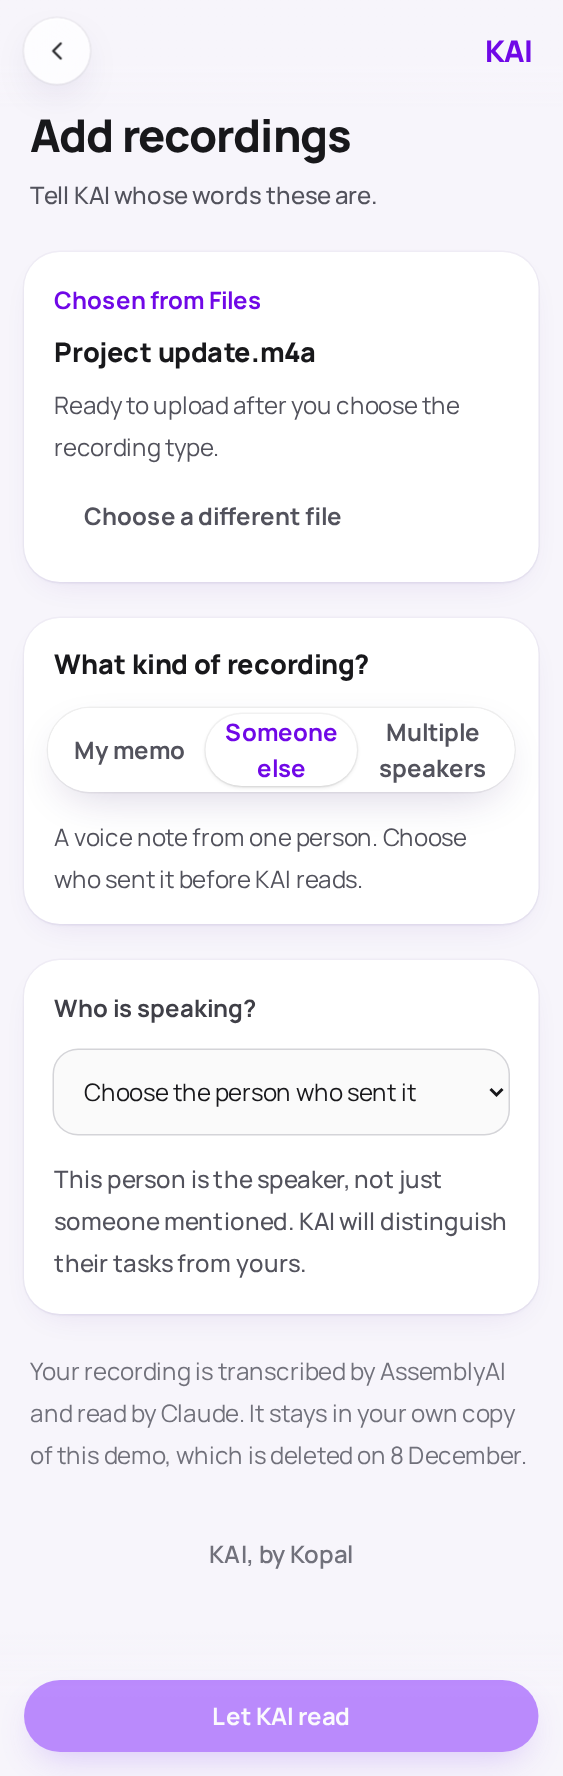 KAI
Add recordings
Tell KAI whose words these are.
Chosen from Files
Project update.m4a
Ready to upload after you choose the
recording type.
Choose a different file
What kind of recording?
My memo
Someone
else
Multiple
speakers
A voice note from one person. Choose
who sent it before KAI reads.
Who is speaking?
Choose the person who sent it
This person is the speaker, not just
someone mentioned. KAI will distinguish
their tasks from yours.
Your recording is transcribed by AssemblyAI
and read by Claude. It stays in your own copy
of this demo, which is deleted on 8 December.
KAI, by Kopal
Let KAI read